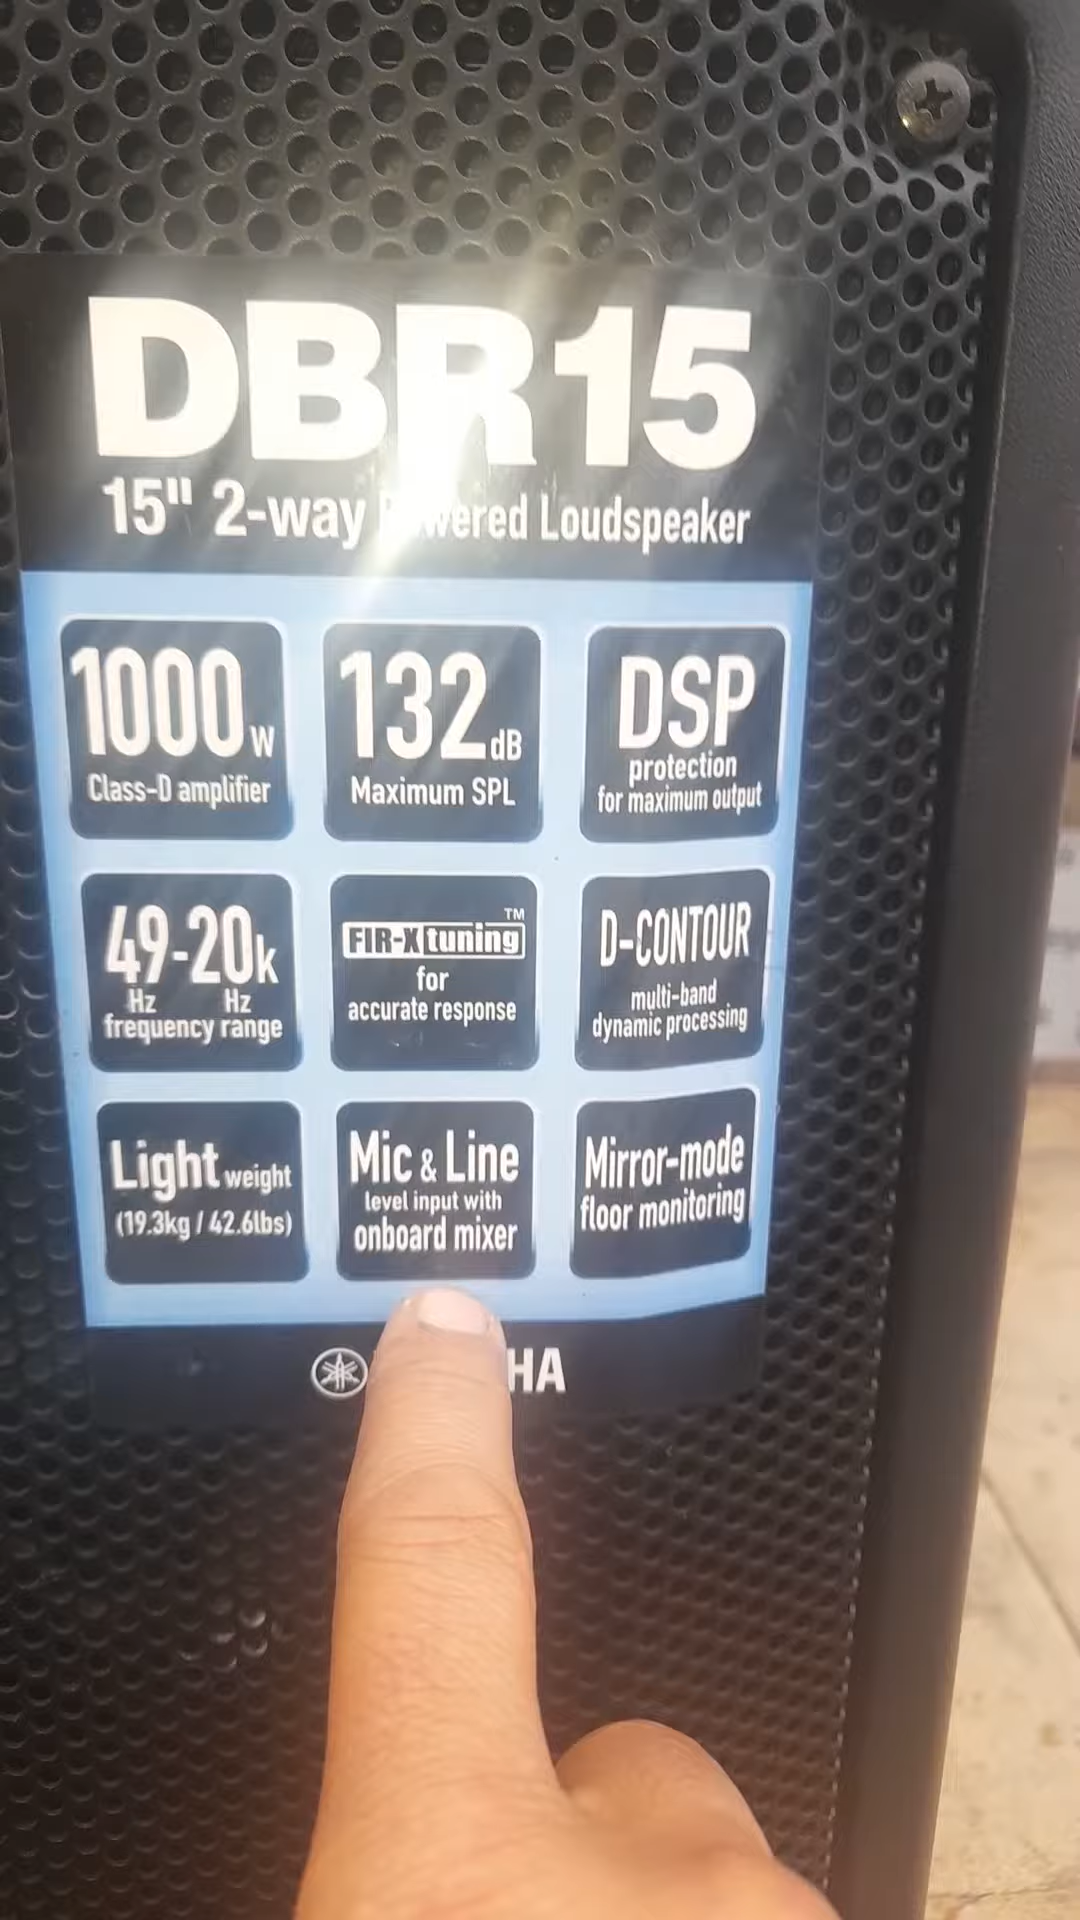 DBR15
15" 2-way Loudspeaker
1000W
Class-D amplifier
132dB
Maximum SPL
DSP
protection
for maximum output
49-20k
Hz Hz
frequency range
FIR-X tuning™
for
accurate response
D-CONTOUR
multi-band
dynamic processing
Light weight
(19.3kg / 42.6lbs)
Mic & Line
level input with
onboard mixer
Mirror-mode
floor monitoring